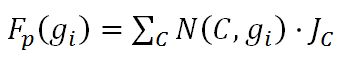 F_p(g_i) = ∑_C N(C, g_i) · J_C